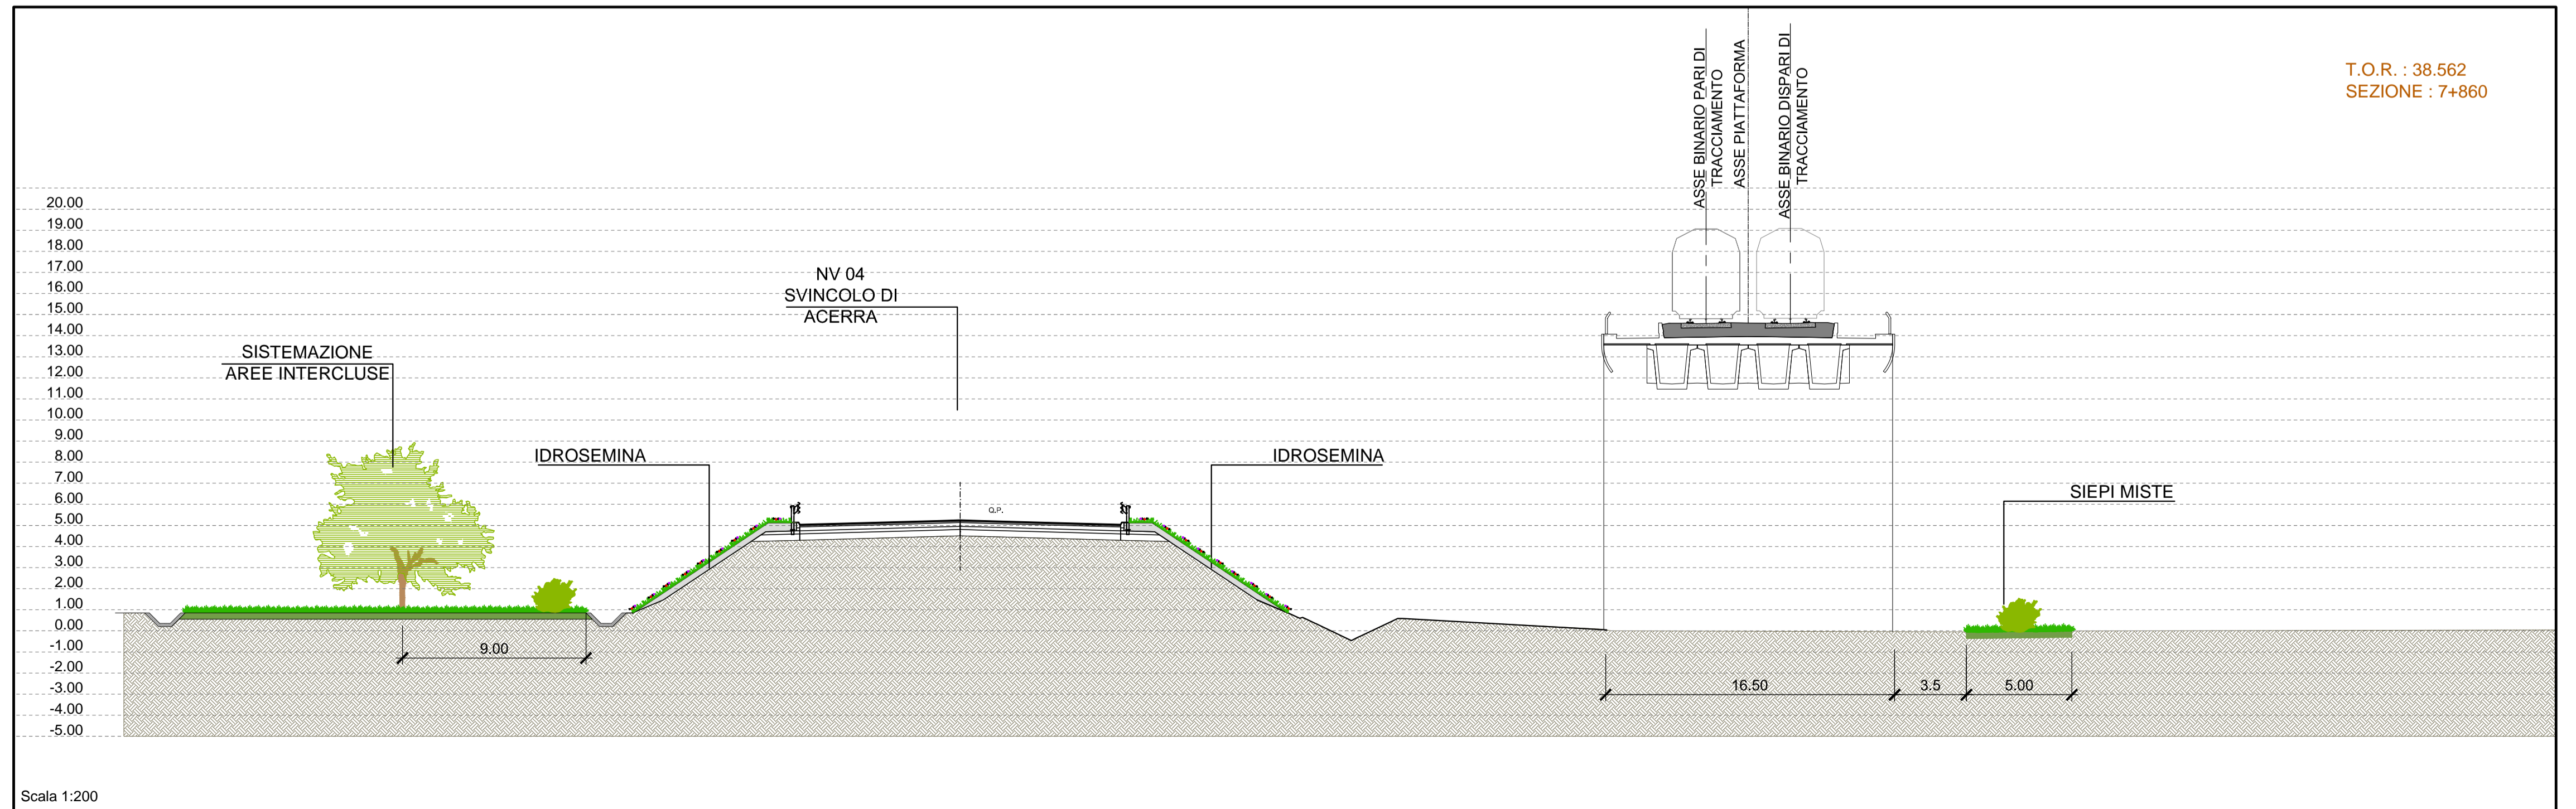 ASSE BINARIO PARI DI
TRACCIAMENTO
ASSE PIATTAFORMA
ASSE BINARIO DISPARI DI
TRACCIAMENTO
T.O.R. : 38.562
SEZIONE : 7+860
20.00
19.00
18.00
17.00
16.00
15.00
14.00
13.00
12.00
11.00
10.00
9.00
8.00
7.00
6.00
5.00
4.00
3.00
2.00
1.00
0.00
-1.00
-2.00
-3.00
-4.00
-5.00
NV 04
SVINCOLO DI
ACERRA
SISTEMAZIONE
AREE INTERCLUSE
IDROSEMINA
IDROSEMINA
SIEPI MISTE
Q.P.
9.00
16.50
3.5
5.00
Scala 1:200